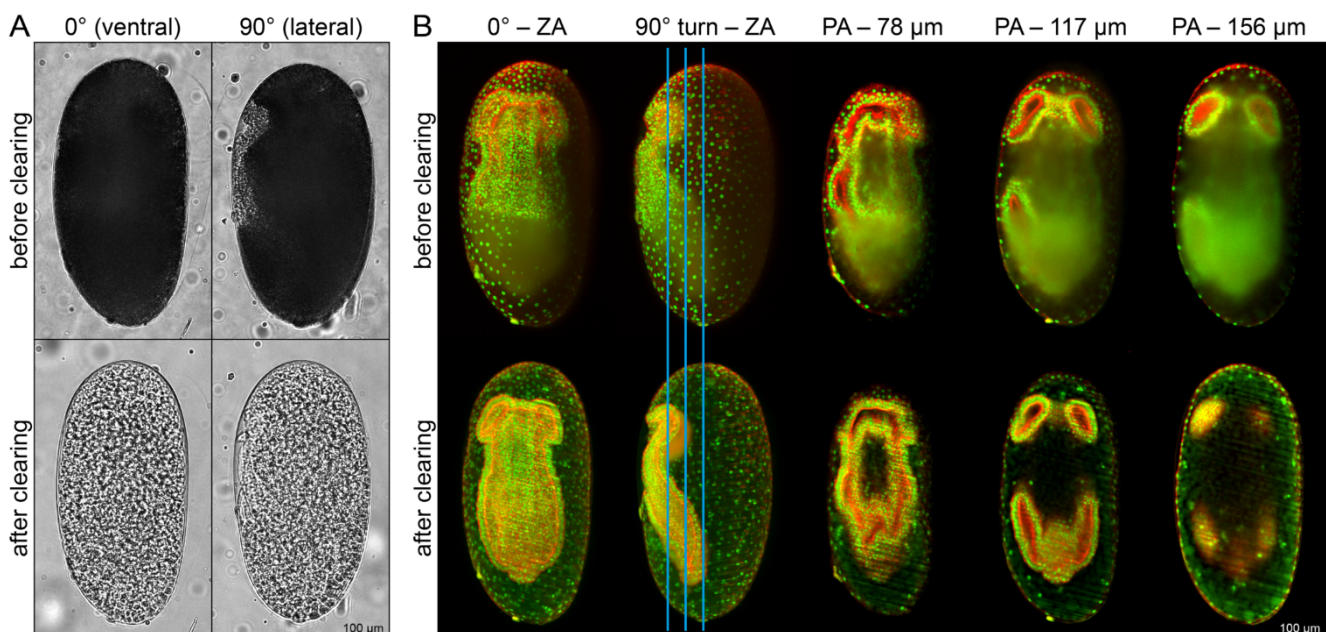 A
0° (ventral)
90° (lateral)
before clearing
after clearing
100 µm
B
0° – ZA
90° turn – ZA
PA – 78 µm
PA – 117 µm
PA – 156 µm
before clearing
after clearing
100 µm